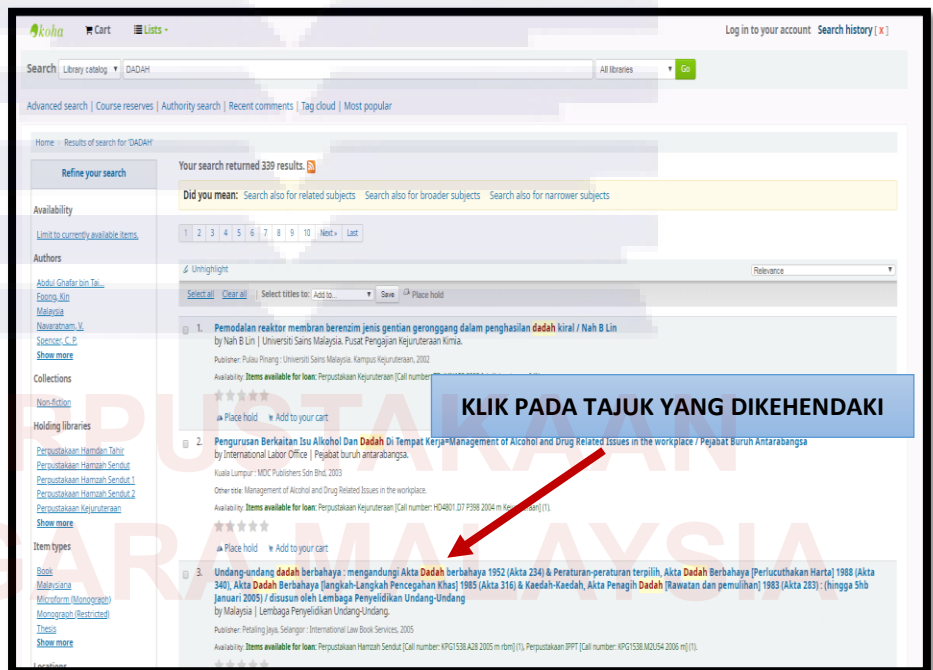 koha Cart Lists
Log in to your account Search history [ X ]
Search Library catalog DADAH All libraries Go
Advanced search | Course reserves | Authority search | Recent comments | Tag cloud | Most popular
Home Results of search for 'DADAH'
Refine your search
Availability
Limit to currently available items.
Authors
Abdul Ghafar bin Tai...
Foong, Kin
Malaysia
Navaratnam, V.
Spencer, C. P.
Show more
Collections
Non-fiction
Holding libraries
Perpustakaan Hamdan Tahir
Perpustakaan Hamzah Sendut
Perpustakaan Hamzah Sendut 1
Perpustakaan Hamzah Sendut 2
Perpustakaan Kejuruteraan
Show more
Item types
Book
Malaysiana
Microform (Monograph)
Monograph (Restricted)
Thesis
Show more
Locations
Your search returned 339 results.
Did you mean: Search also for related subjects Search also for broader subjects Search also for narrower subjects
1 2 3 4 5 6 7 8 9 10 Next» Last
Unhighlight
Relevance
Select all Clear all | Select titles to: Add to... Save Place hold
1. Pemodalan reaktor membran berenzim jenis gentian geronggang dalam penghasilan dadah kiral / Nah B Lin
by Nah B Lin | Universiti Sains Malaysia. Pusat Pengajian Kejuruteraan Kimia.
Publisher: Pulau Pinang : Universiti Sains Malaysia. Kampus Kejuruteraan, 2002
Availability: Items available for loan: Perpustakaan Kejuruteraan [Call number:
Place hold Add to your cart
KLIK PADA TAJUK YANG DIKEHENDAKI
2. Pengurusan Berkaitan Isu Alkohol Dan Dadah Di Tempat Kerja=Management of Alcohol and Drug Related Issues in the workplace / Pejabat Buruh Antarabangsa
by International Labor Office | Pejabat buruh antarabangsa.
Kuala Lumpur : MDC Publishers Sdn Bhd, 2003
Other title: Management of Alcohol and Drug Related Issues in the workplace.
Availability: Items available for loan: Perpustakaan Kejuruteraan [Call number: HD4801.D7 P398 2004 m Kejuruteraan] (1).
Place hold Add to your cart
3. Undang-undang dadah berbahaya : mengandungi Akta Dadah berbahaya 1952 (Akta 234) & Peraturan-peraturan terpilih, Akta Dadah Berbahaya [Perlucuthakan Harta] 1988 (Akta
340), Akta Dadah Berbahaya [langkah-Langkah Pencegahan Khas] 1985 (Akta 316) & Kaedah-Kaedah, Akta Penagih Dadah [Rawatan dan pemulihan] 1983 (Akta 283) : (hingga 5hb
Januari 2005) / disusun oleh Lembaga Penyelidikan Undang-Undang
by Malaysia | Lembaga Penyelidikan Undang-Undang.
Publisher: Petaling Jaya, Selangor : International Law Book Services, 2005
Availability: Items available for loan: Perpustakaan Hamzah Sendut [Call number: KPG1538.A28 2005 m rbm] (1), Perpustakaan IPPT [Call number: KPG1538.M2U54 2006 m] (1).
RPUSTAKAAN
GARA MALAYSIA